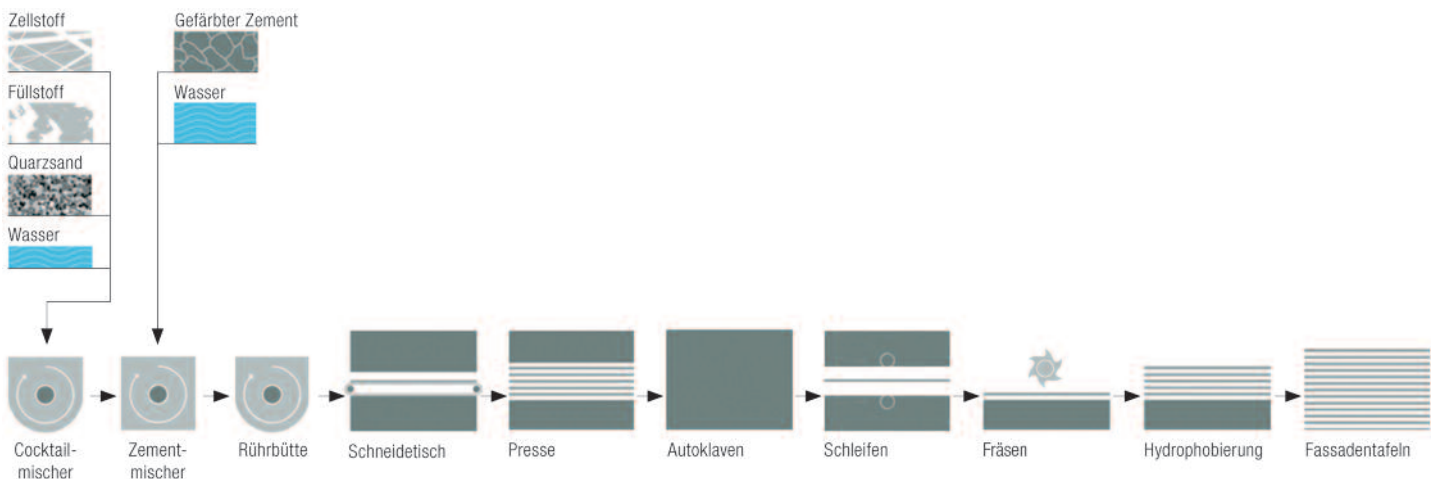 Zellstoff
Gefärbter Zement
Füllstoff
Wasser
Quarzsand
Wasser
Cocktail-
mischer
Zement-
mischer
Rührbütte
Schneidetisch
Presse
Autoklaven
Schleifen
Fräsen
Hydrophobierung
Fassadentafeln